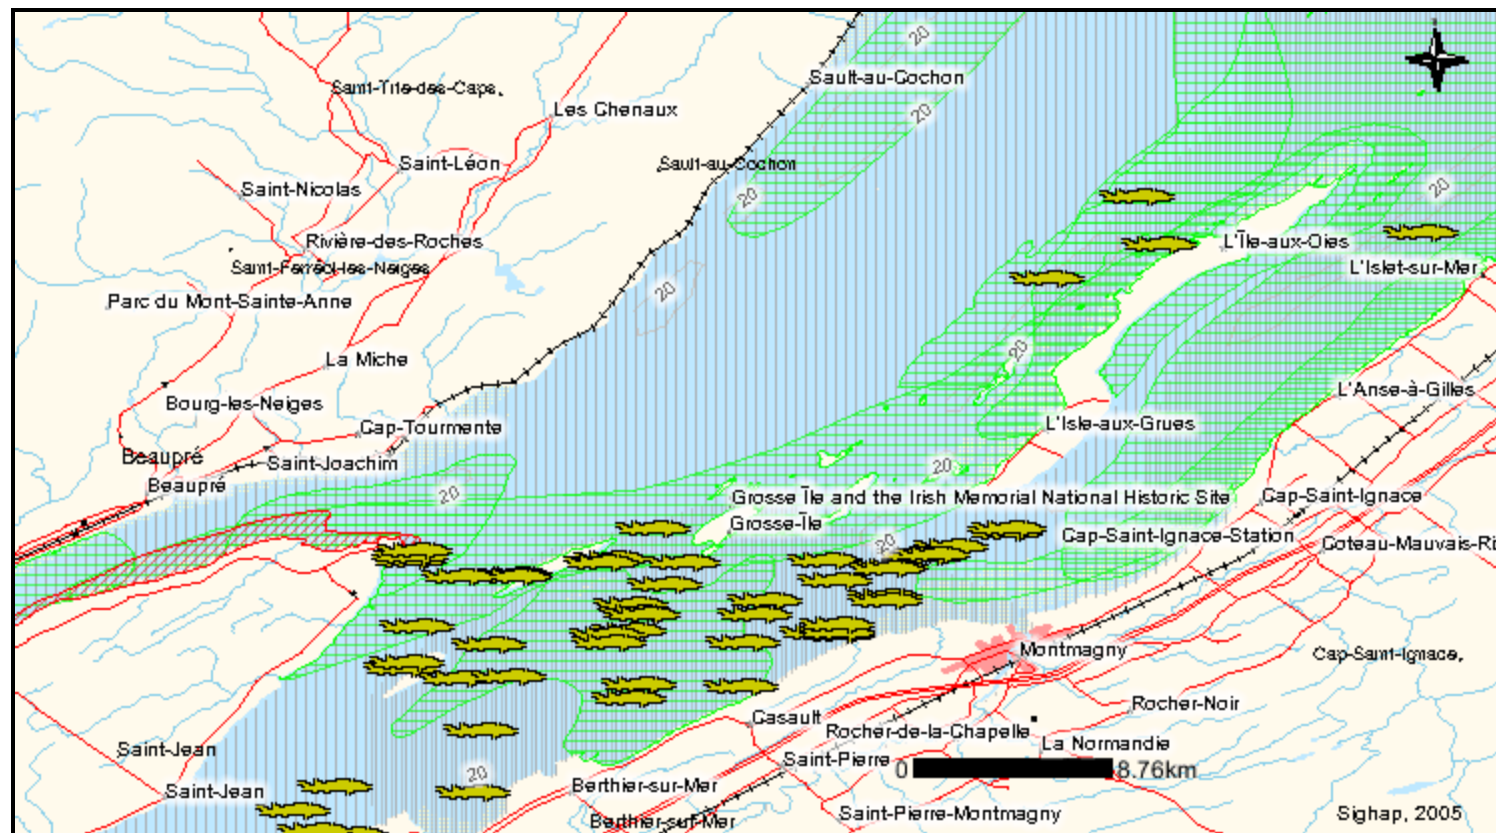 20
Sault-au-Cochon
Saint-Tite-des-Caps
Les Chenaux
20
Saint-Léon
Sault-au-Cochon
Saint-Nicolas
20
20
Rivière-des-Roches
L'Île-aux-Oies
Saint-Ferréol-les-Neiges
L'Islet-sur-Mer
20
Parc du Mont-Sainte-Anne
20
La Miche
L'Anse-à-Gilles
Bourg-les-Neiges
Cap-Tourmente
L'Isle-aux-Grues
Beaupré
Saint-Joachim
20
Beaupré
20
Grosse Île and the Irish Memorial National Historic Site
Cap-Saint-Ignace
Grosse-Île
20
Cap-Saint-Ignace-Station
Coteau-Mauvais-Ri
Montmagny
Cap-Saint-Ignace
Rocher-Noir
Casault
Rocher-de-la-Chapelle
Saint-Jean
La Normandie
Saint-Pierre
20
0
8.76km
Saint-Jean
Berthier-sur-Mer
Saint-Pierre-Montmagny
Sighap, 2005
Berthier-sur-Mer